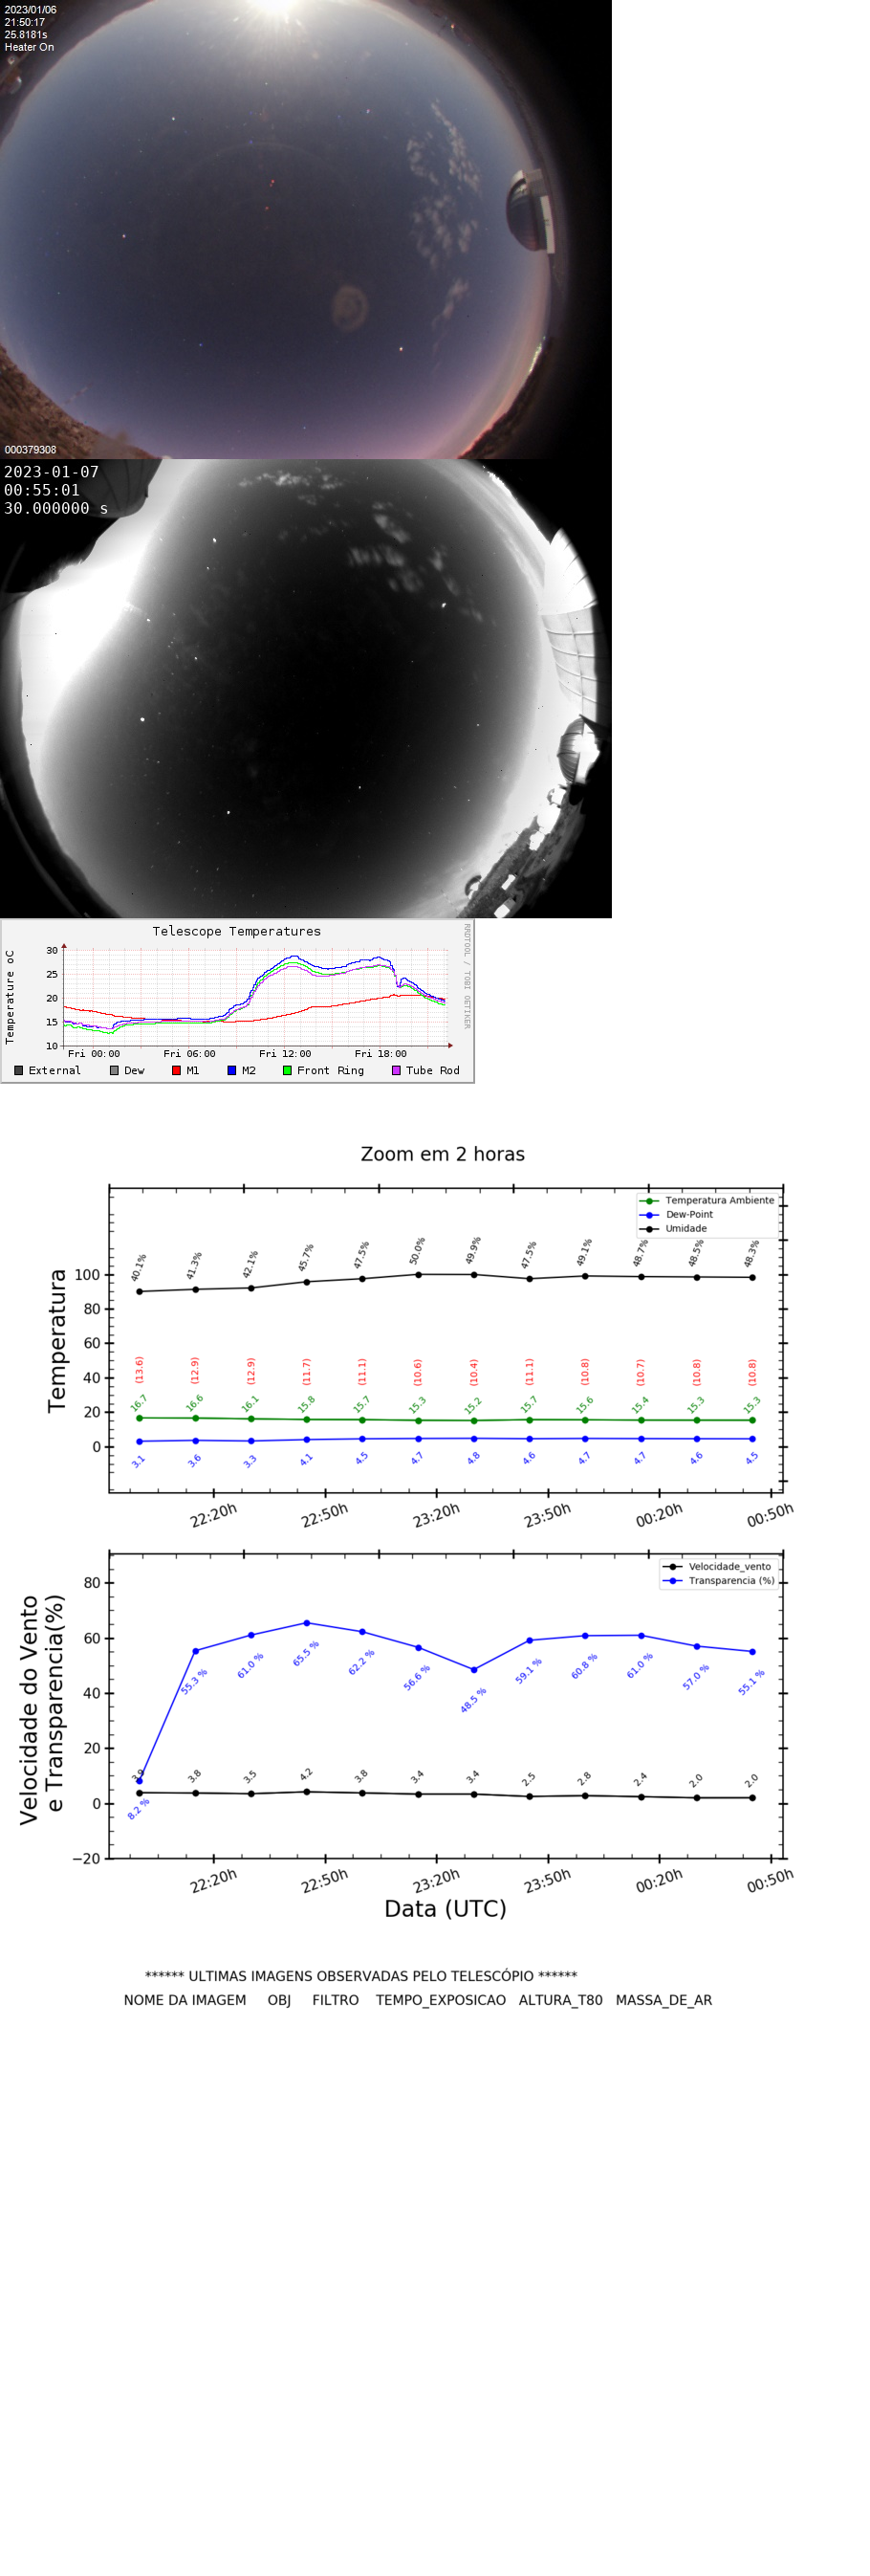 2023/01/06
21:50:17
25.8181s
Heater On
000379308
2023-01-07
00:55:01
30.000000 s
Telescope Temperatures
RRDTOOL / TOBI OETIKER
Temperature oC
30
25
20
15
10
Fri 00:00 Fri 06:00 Fri 12:00 Fri 18:00
External Dew M1 M2 Front Ring Tube Rod
Zoom em 2 horas
Temperatura Ambiente
Dew-Point
Umidade
Temperatura
100
80
60
40
20
0
40.1% 41.3% 42.1% 45.7% 47.5% 50.0% 49.9% 47.5% 49.1% 48.7% 48.5% 48.3%
(13.6) (12.9) (12.9) (11.7) (11.1) (10.6) (10.4) (11.1) (10.8) (10.7) (10.8) (10.8)
16.7 16.6 16.1 15.8 15.7 15.3 15.2 15.7 15.6 15.4 15.3 15.3
3.1 3.6 3.3 4.1 4.5 4.7 4.8 4.6 4.7 4.7 4.6 4.5
22:20h 22:50h 23:20h 23:50h 00:20h 00:50h
Velocidade_vento
Transparencia (%)
Velocidade do Vento
e Transparencia(%)
80
60
40
20
0
−20
55.3 % 61.0 % 65.5 % 62.2 % 56.6 % 48.5 % 59.1 % 60.8 % 61.0 % 57.0 % 55.1 %
3.9 3.8 3.5 4.2 3.8 3.4 3.4 2.5 2.8 2.4 2.0 2.0
8.2 %
22:20h 22:50h 23:20h 23:50h 00:20h 00:50h
Data (UTC)
****** ULTIMAS IMAGENS OBSERVADAS PELO TELESCÓPIO ******
NOME DA IMAGEM OBJ FILTRO TEMPO_EXPOSICAO ALTURA_T80 MASSA_DE_AR